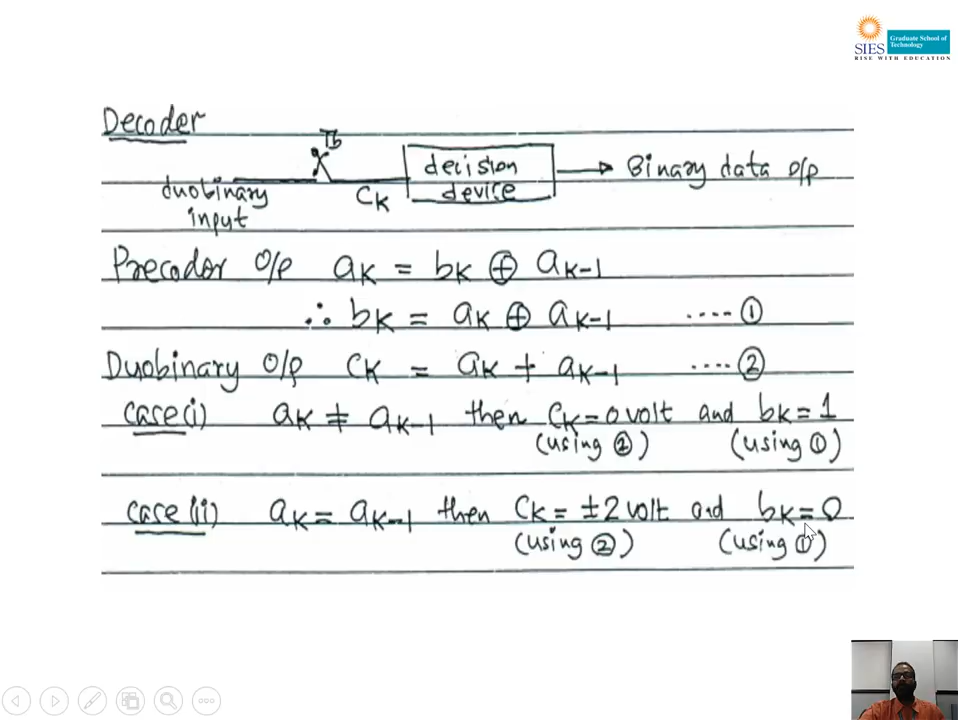 SIES Graduate School of Technology
RISE WITH EDUCATION
Decoder
Tb
duobinary input
CK
decision device
Binary data o/p
Precodor O/p aK = bK ⊕ aK-1
∴ bK = aK ⊕ aK-1 ....①
Duobinary o/p CK = aK + aK-1 ....②
case(i) aK ≠ aK-1 then CK=0 volt and bK=1
(using ②) (using ①)
case(ii) aK = aK-1 then CK = ±2 volt and bK=0
(using ②) (using ①)